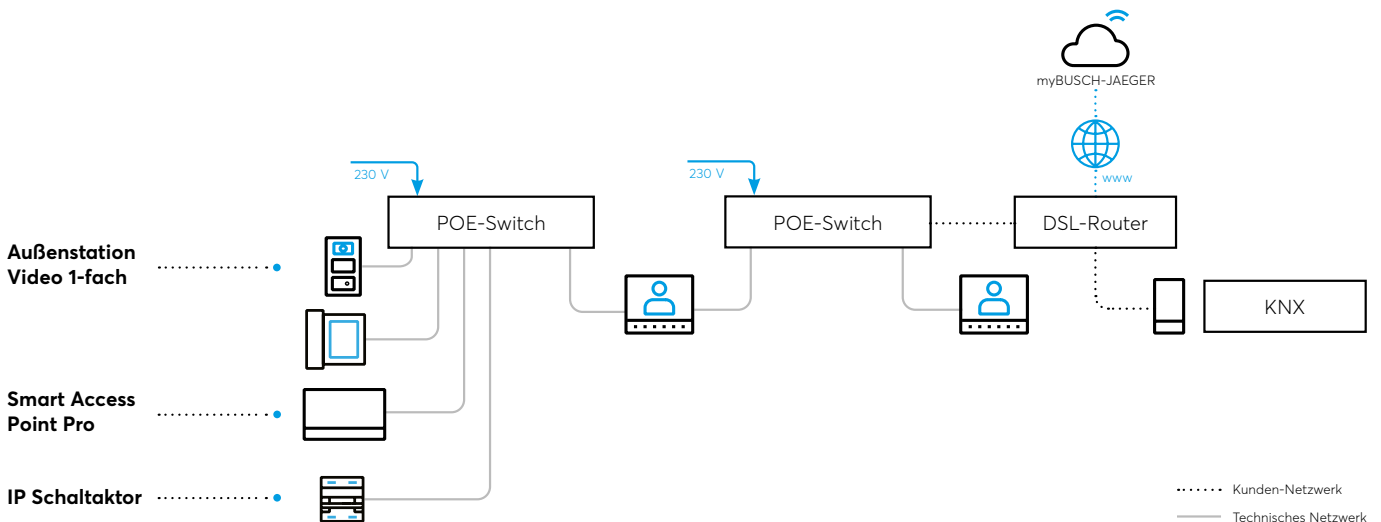 myBUSCH-JAEGER
www
230 V
230 V
POE-Switch
POE-Switch
DSL-Router
Außenstation
Video 1-fach
KNX
Smart Access
Point Pro
IP Schaltaktor
Kunden-Netzwerk
Technisches Netzwerk